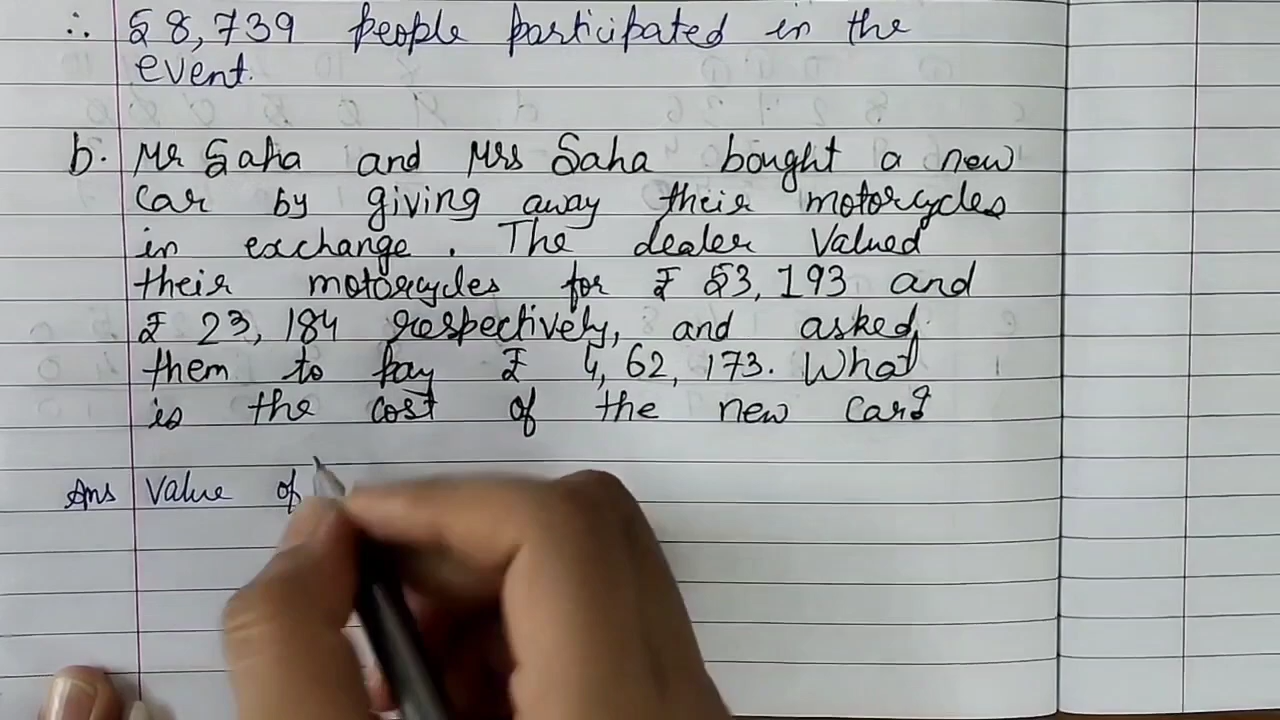 ∴ 58,739 people participated in the
event.
b. Mr Saha and Mrs Saha bought a new
car by giving away their motorcycles
in exchange. The dealer valued
their motorcycles for ₹ 53,193 and
₹ 23,184 respectively, and asked
them to pay ₹ 4,62,173. What
is the cost of the new car?
Ans Value of